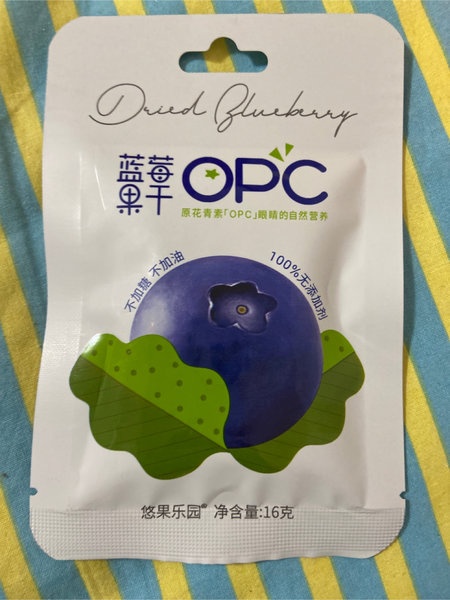 Dried Blueberry
蓝莓
果干
OPC
原花青素「OPC」眼睛的自然营养
不加糖 不加油
100%无添加剂
悠果乐园® 净含量:16克